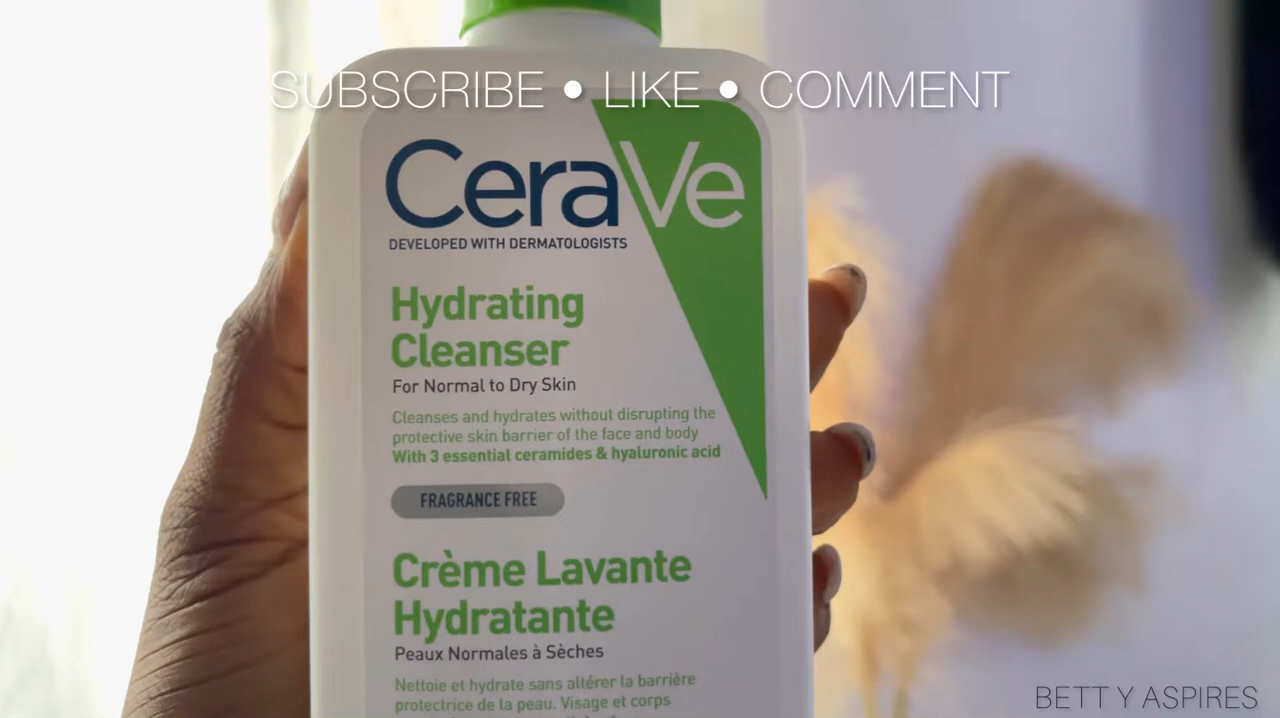 SUBSCRIBE • LIKE • COMMENT
CeraVe
DEVELOPED WITH DERMATOLOGISTS
Hydrating
Cleanser
For Normal to Dry Skin
Cleanses and hydrates without disrupting the
protective skin barrier of the face and body
With 3 essential ceramides & hyaluronic acid
FRAGRANCE FREE
Crème Lavante
Hydratante
Peaux Normales à Sèches
Nettoie et hydrate sans altérer la barrière
protectrice de la peau. Visage et corps
BETT Y ASPIRES